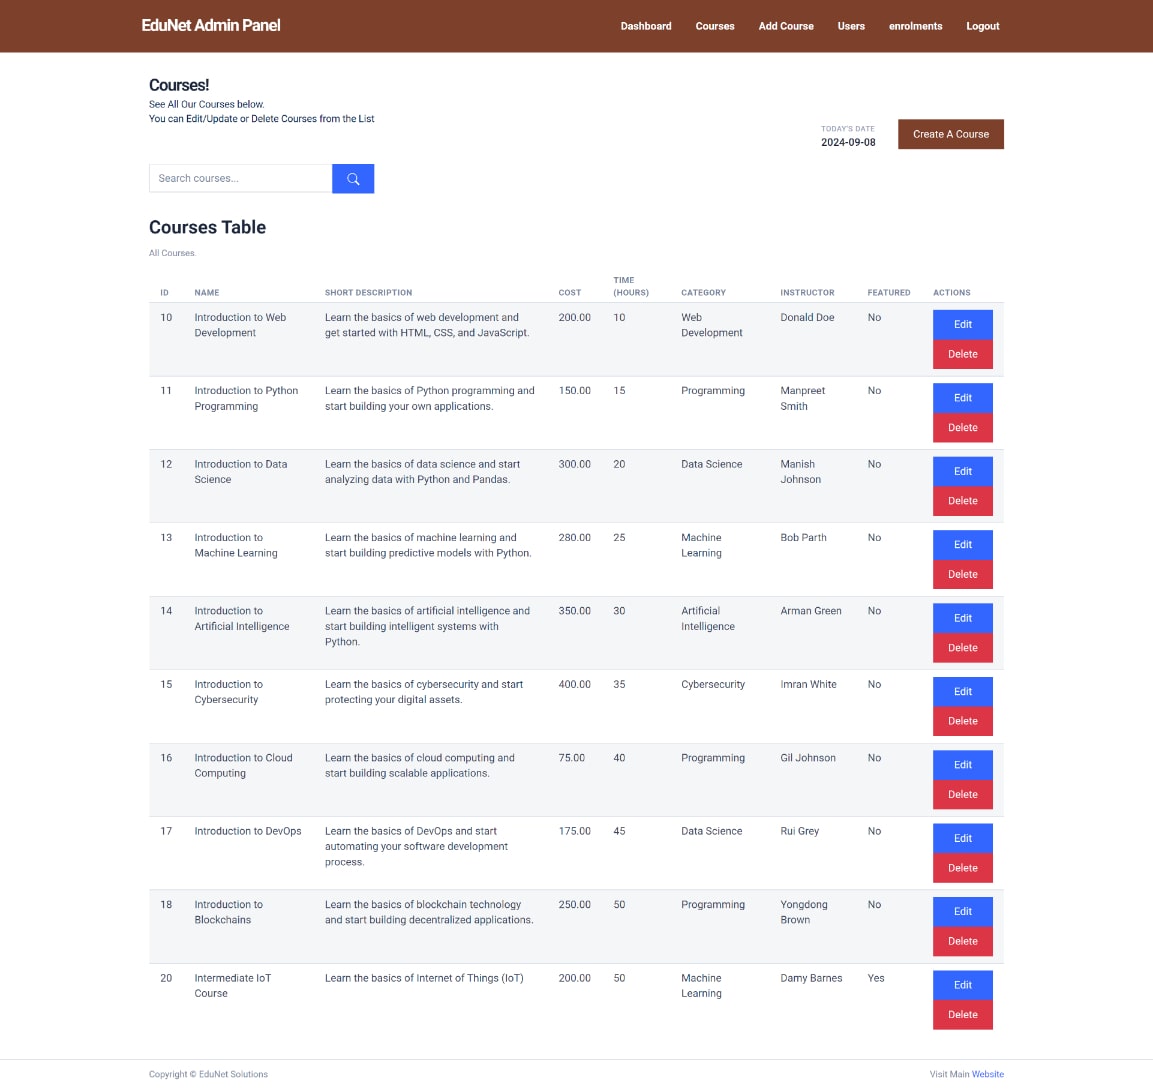 EduNet Admin Panel
Dashboard Courses Add Course Users enrolments Logout
Courses!
See All Our Courses below.
You can Edit/Update or Delete Courses from the List
TODAY'S DATE
2024-09-08
Create A Course
Search courses...
Courses Table
All Courses.
ID NAME SHORT DESCRIPTION COST TIME (HOURS) CATEGORY INSTRUCTOR FEATURED ACTIONS
10 Introduction to Web Learn the basics of web development and 200.00 10 Web Donald Doe No Edit
Development get started with HTML, CSS, and JavaScript. Development
Delete
11 Introduction to Python Learn the basics of Python programming and 150.00 15 Programming Manpreet No Edit
Programming start building your own applications. Smith
Delete
12 Introduction to Data Learn the basics of data science and start 300.00 20 Data Science Manish No Edit
Science analyzing data with Python and Pandas. Johnson
Delete
13 Introduction to Learn the basics of machine learning and 280.00 25 Machine Bob Parth No Edit
Machine Learning start building predictive models with Python. Learning
Delete
14 Introduction to Learn the basics of artificial intelligence and 350.00 30 Artificial Arman Green No Edit
Artificial Intelligence start building intelligent systems with Intelligence
Python.
Delete
15 Introduction to Learn the basics of cybersecurity and start 400.00 35 Cybersecurity Imran White No Edit
Cybersecurity protecting your digital assets.
Delete
16 Introduction to Cloud Learn the basics of cloud computing and 75.00 40 Programming Gil Johnson No Edit
Computing start building scalable applications.
Delete
17 Introduction to DevOps Learn the basics of DevOps and start 175.00 45 Data Science Rui Grey No Edit
automating your software development
process.
Delete
18 Introduction to Learn the basics of blockchain technology 250.00 50 Programming Yongdong No Edit
Blockchains and start building decentralized applications. Brown
Delete
20 Intermediate IoT Learn the basics of Internet of Things (IoT) 200.00 50 Machine Damy Barnes Yes Edit
Course Learning
Delete
Copyright © EduNet Solutions
Visit Main Website